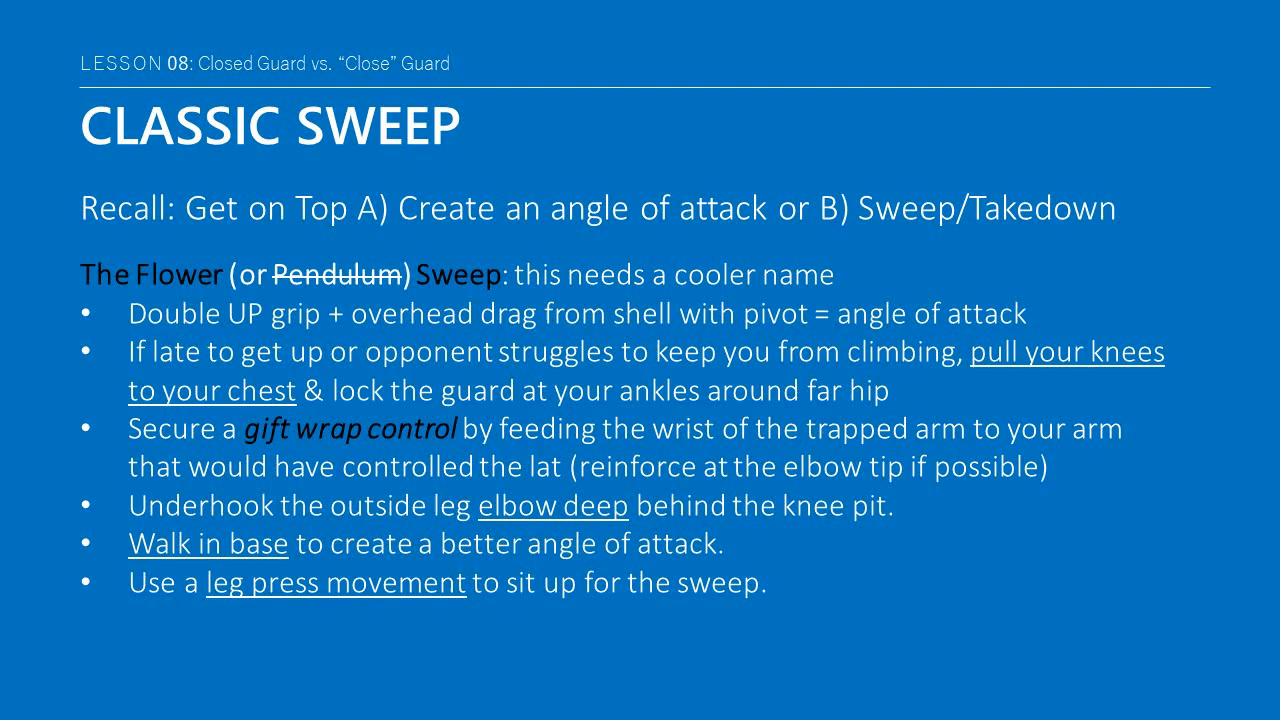 LESSON 08: Closed Guard vs. “Close” Guard
CLASSIC SWEEP
Recall: Get on Top A) Create an angle of attack or B) Sweep/Takedown
The Flower (or Pendulum) Sweep: this needs a cooler name
• Double UP grip + overhead drag from shell with pivot = angle of attack
• If late to get up or opponent struggles to keep you from climbing, pull your knees
to your chest & lock the guard at your ankles around far hip
• Secure a gift wrap control by feeding the wrist of the trapped arm to your arm
that would have controlled the lat (reinforce at the elbow tip if possible)
• Underhook the outside leg elbow deep behind the knee pit.
• Walk in base to create a better angle of attack.
• Use a leg press movement to sit up for the sweep.